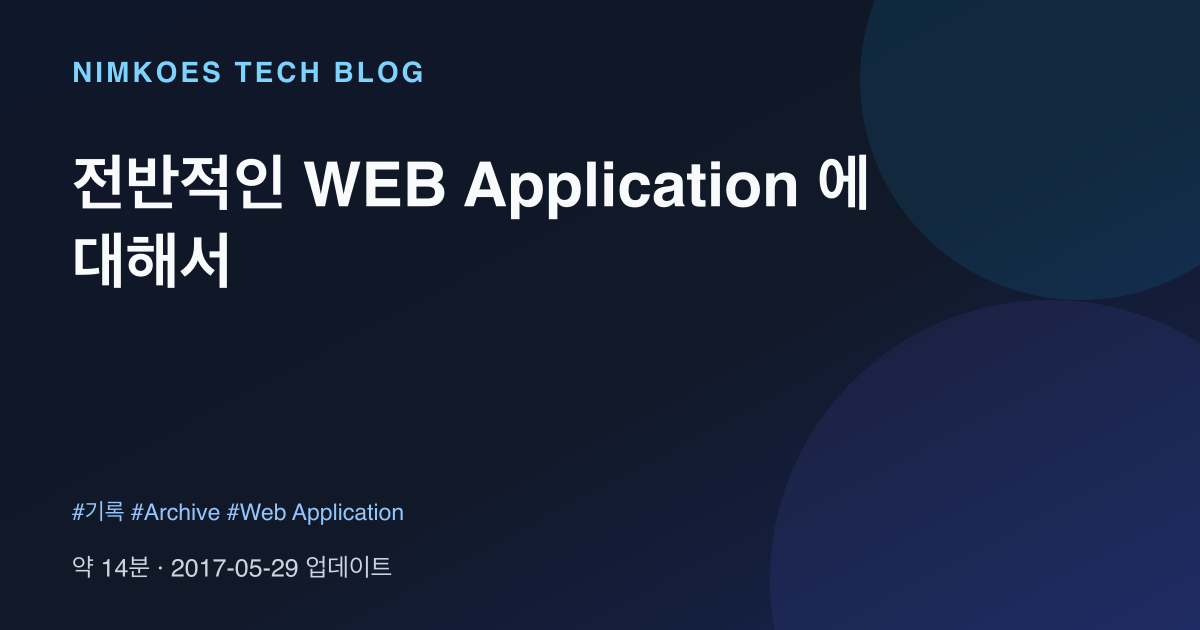 NIMKOES TECH BLOG
전반적인 WEB Application 에
대해서
#기록 #Archive #Web Application
약 14분 · 2017-05-29 업데이트